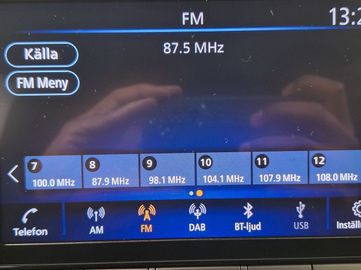 FM 13:2
Källa
87.5 MHz
FM Meny
7 8 9 10 11 12
100.0 MHz 87.9 MHz 98.1 MHz 104.1 MHz 107.9 MHz 108.0 MHz
Telefon AM FM DAB BT-ljud USB Inställ